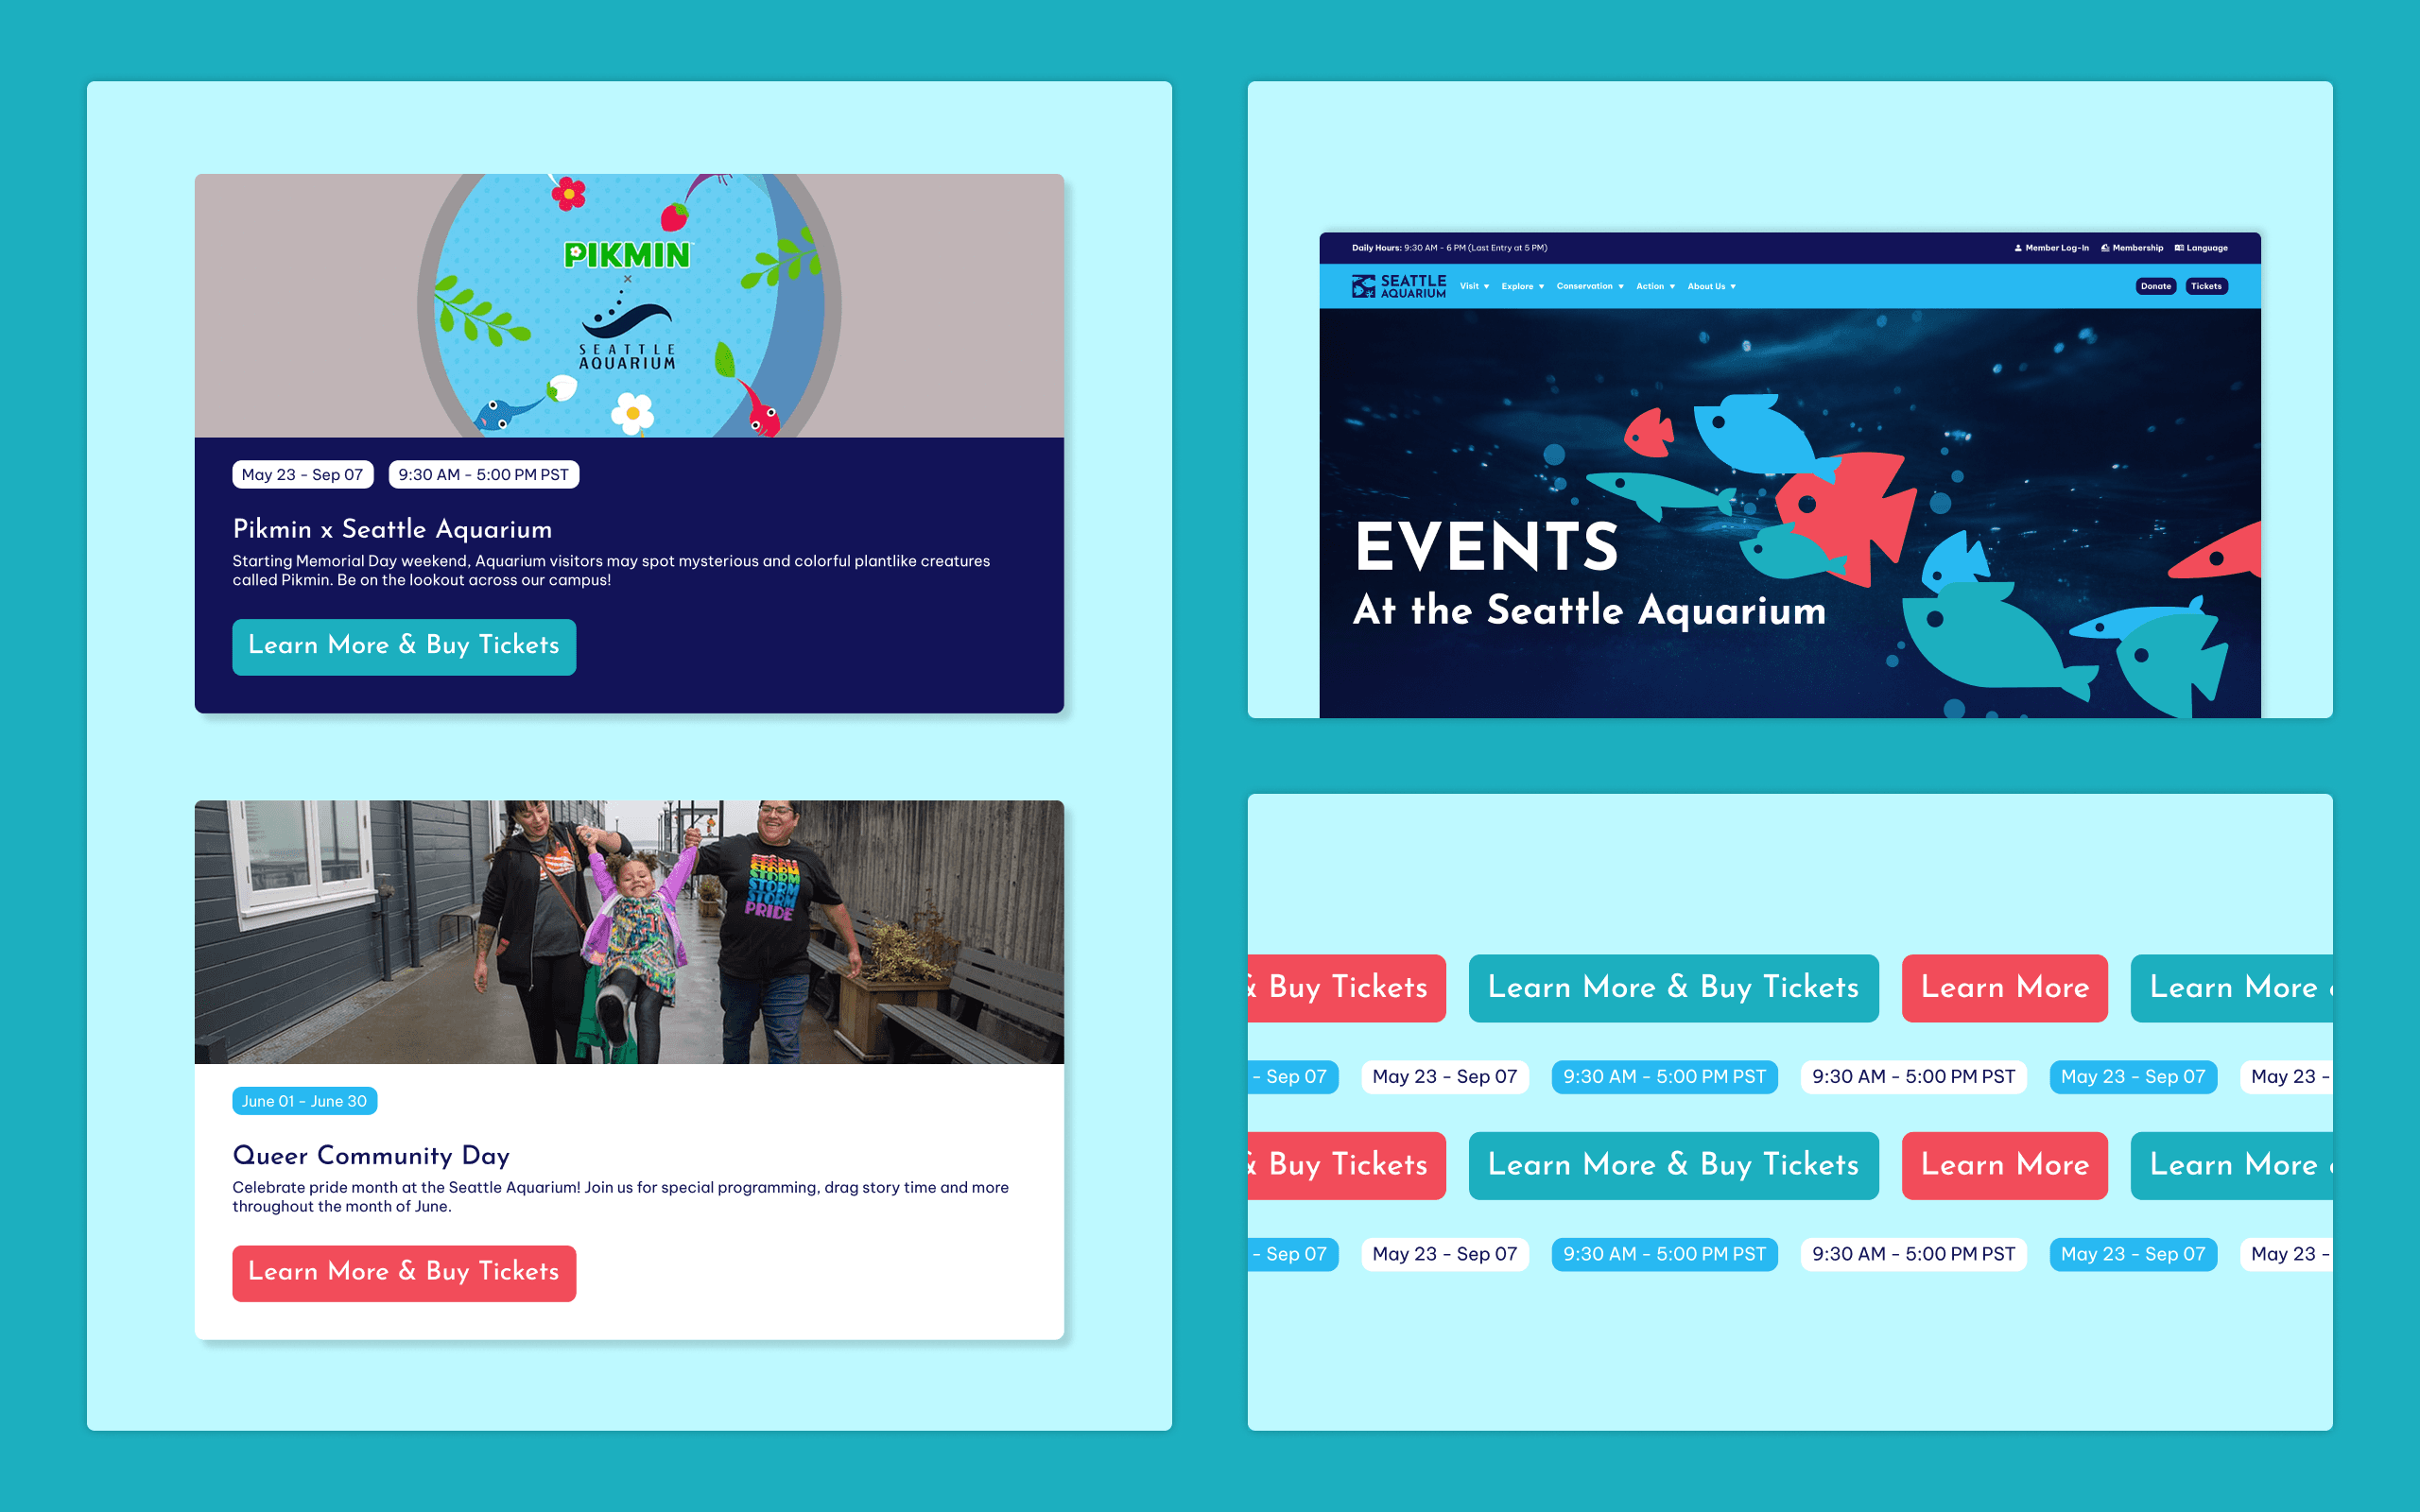 PIKMIN
×
SEATTLE
AQUARIUM
May 23 - Sep 07
9:30 AM - 5:00 PM PST
Pikmin x Seattle Aquarium
Starting Memorial Day weekend, Aquarium visitors may spot mysterious and colorful plantlike creatures
called Pikmin. Be on the lookout across our campus!
Learn More & Buy Tickets
STORM
STORM
STORM
PRIDE
June 01 - June 30
Queer Community Day
Celebrate pride month at the Seattle Aquarium! Join us for special programming, drag story time and more
throughout the month of June.
Learn More & Buy Tickets
Daily Hours: 9:30 AM - 6 PM (Last Entry at 5 PM)
Member Log-In
Membership
Language
SEATTLE
AQUARIUM
Visit
Explore
Conservation
Action
About Us
Donate
Tickets
EVENTS
At the Seattle Aquarium
& Buy Tickets
Learn More & Buy Tickets
Learn More
Learn More
- Sep 07
May 23 - Sep 07
9:30 AM - 5:00 PM PST
9:30 AM - 5:00 PM PST
May 23 - Sep 07
May 23 -
& Buy Tickets
Learn More & Buy Tickets
Learn More
Learn More
- Sep 07
May 23 - Sep 07
9:30 AM - 5:00 PM PST
9:30 AM - 5:00 PM PST
May 23 - Sep 07
May 23 -